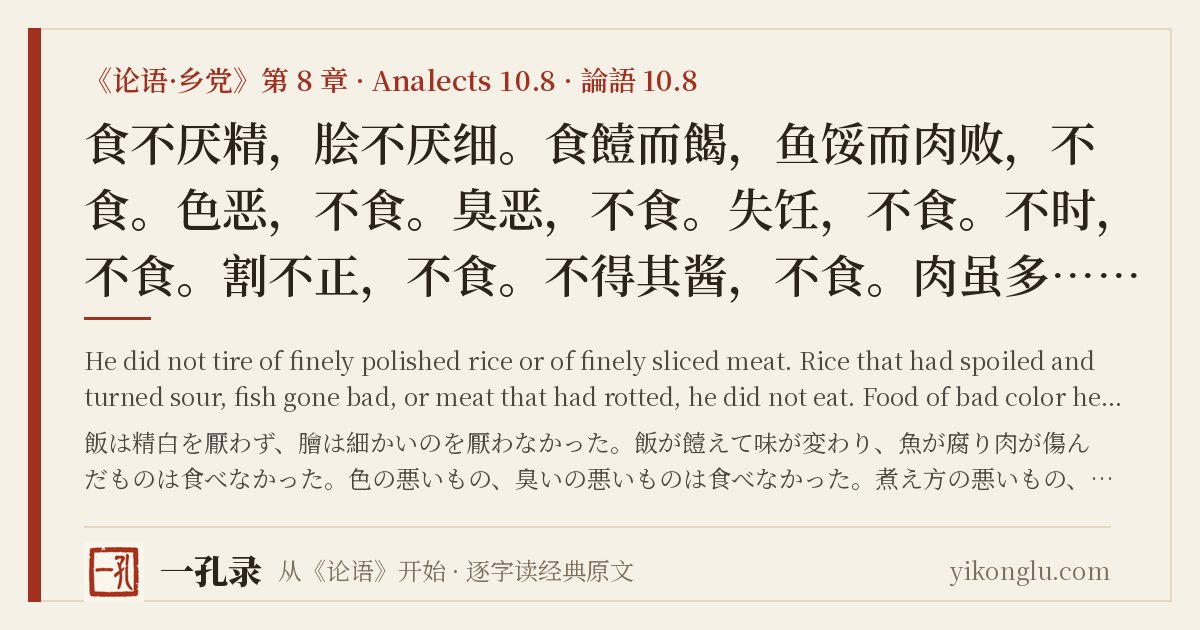 《论语·乡党》第 8 章 · Analects 10.8 · 論語 10.8
食不厌精，脍不厌细。食饐而餲，鱼馁而肉败，不
食。色恶，不食。臭恶，不食。失饪，不食。不时，
不食。割不正，不食。不得其酱，不食。肉虽多……
He did not tire of finely polished rice or of finely sliced meat. Rice that had spoiled and
turned sour, fish gone bad, or meat that had rotted, he did not eat. Food of bad color he…
飯は精白を厭わず、膾は細かいのを厭わなかった。飯が饐えて味が変わり、魚が腐り肉が傷ん
だものは食べなかった。色の悪いもの、臭いの悪いものは食べなかった。煮え方の悪いもの、…
一孔
一孔录 从《论语》开始 · 逐字读经典原文 yikonglu.com